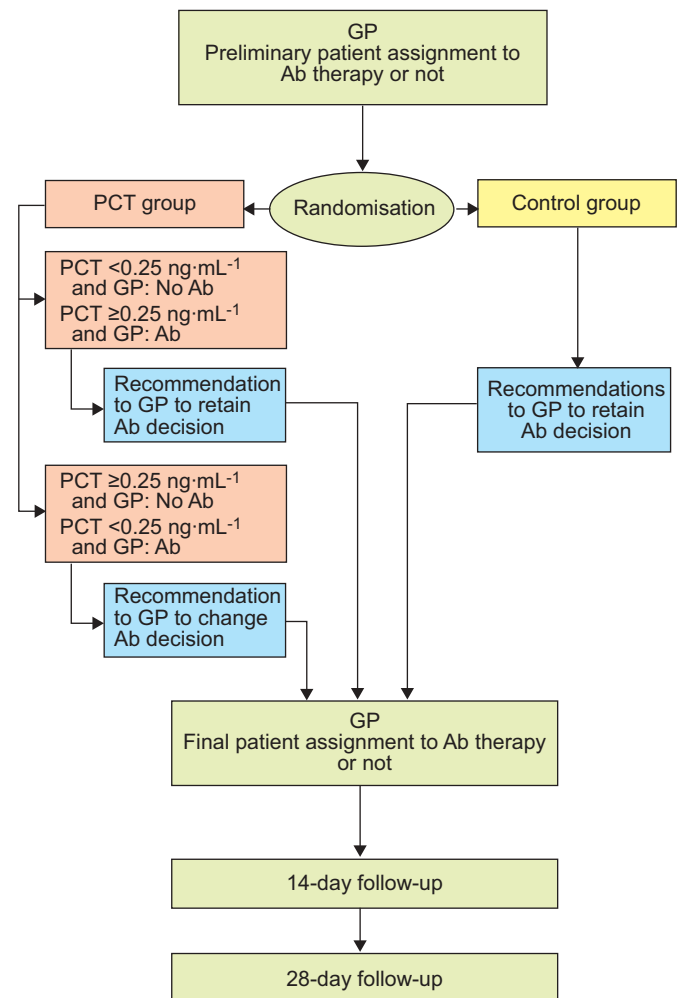 GP
Preliminary patient assignment to
Ab therapy or not
Randomisation
PCT group
Control group
PCT <0.25 ng·mL⁻¹
and GP: No Ab
PCT ≥0.25 ng·mL⁻¹
and GP: Ab
Recommendation
to GP to retain
Ab decision
Recommendations
to GP to retain
Ab decision
PCT ≥0.25 ng·mL⁻¹
and GP: No Ab
PCT <0.25 ng·mL⁻¹
and GP: Ab
Recommendation
to GP to change
Ab decision
GP
Final patient assignment to Ab therapy
or not
14-day follow-up
28-day follow-up